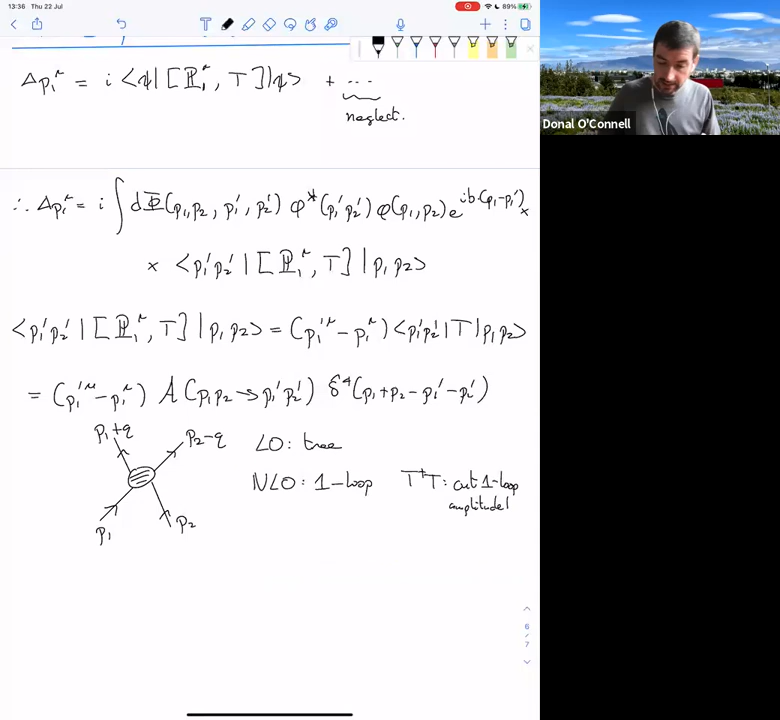 13:36 Thu 22 Jul
89%
Δp₁^μ = i <ψ| [ℙ₁^μ, T] |ψ> + ...
neglect.
∴ Δp₁^μ = i ∫ dΦ(p₁, p₂, p₁', p₂') φ*(p₁'p₂') φ(p₁, p₂) e^{ib·(p₁-p₁')} ×
× <p₁'p₂' | [ℙ₁^μ, T] | p₁ p₂>
<p₁'p₂' | [ℙ₁^μ, T] | p₁ p₂> = (p₁'^μ - p₁^μ) <p₁'p₂' | T | p₁ p₂>
= (p₁'^μ - p₁^μ) A (p₁p₂ → p₁'p₂') δ⁴(p₁ + p₂ - p₁' - p₂')
p₁+q
p₂-q
LO: tree
NLO: 1-loop
T†T: cut 1-loop
amplitude!
p₁
p₂
6
/
7
Donal O'Connell